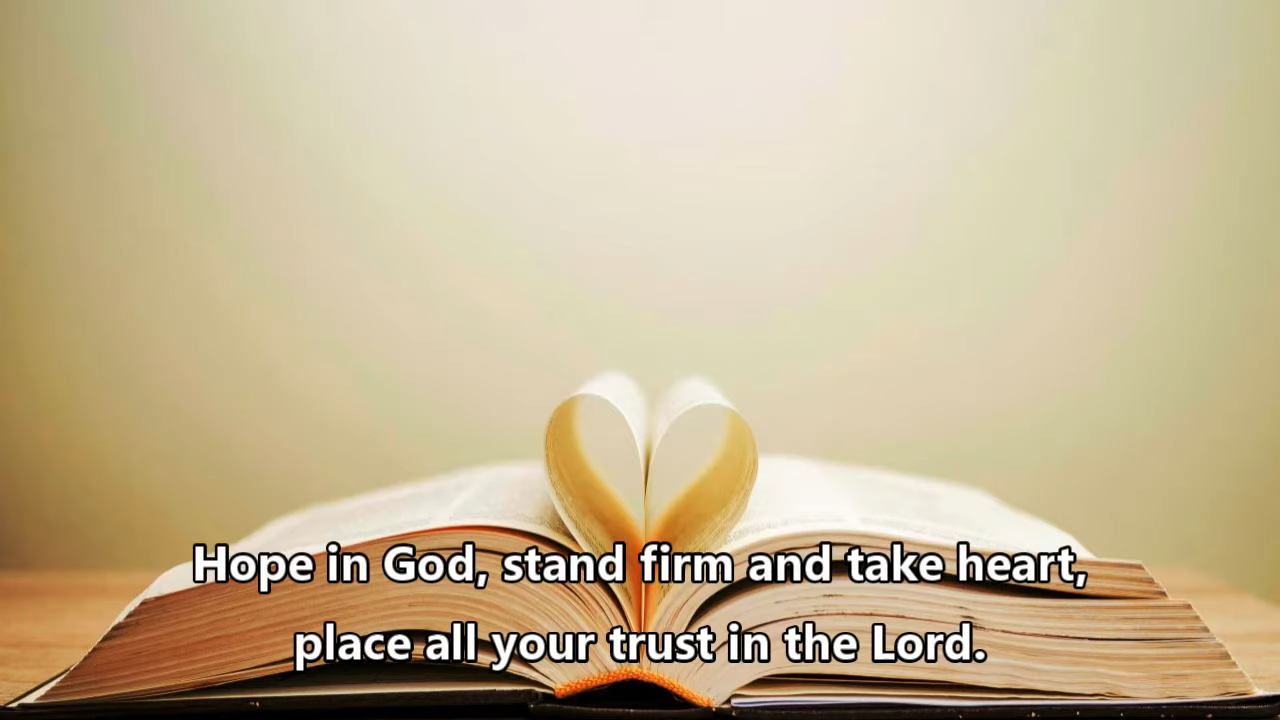 Hope in God, stand firm and take heart,
place all your trust in the Lord.